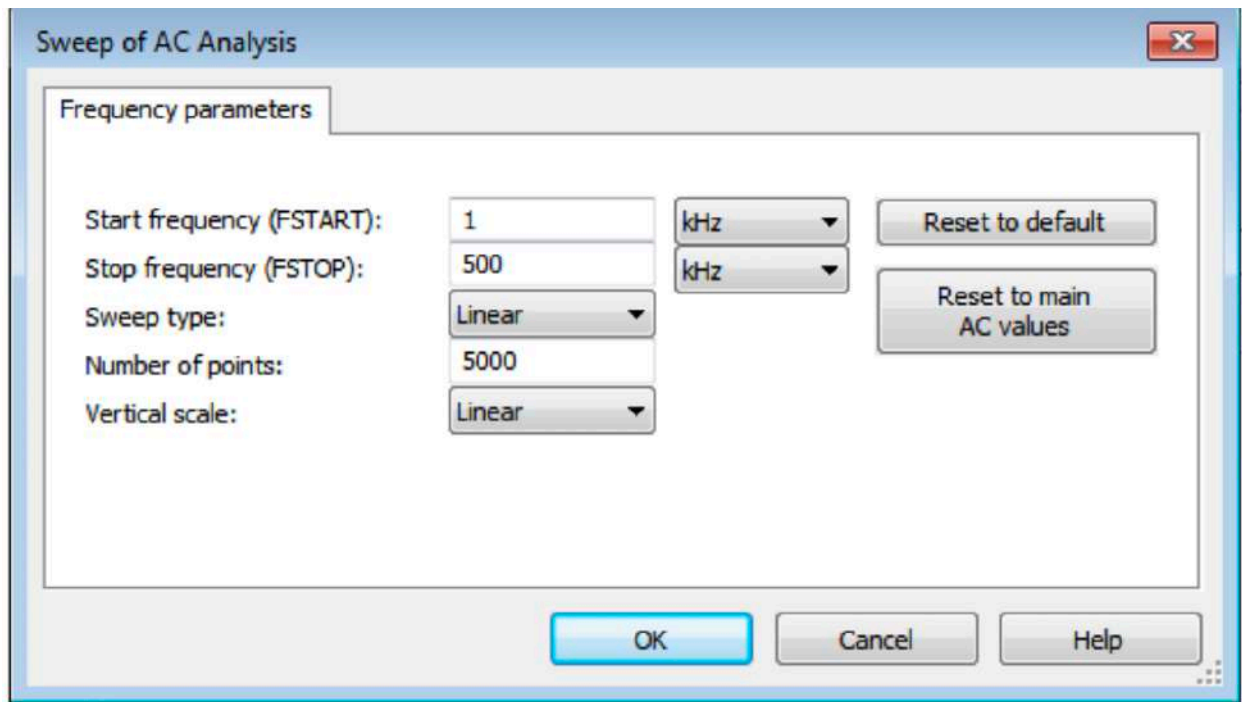 Sweep of AC Analysis
Frequency parameters
Start frequency (FSTART):
1
kHz
Reset to default
Stop frequency (FSTOP):
500
kHz
Reset to main
AC values
Sweep type:
Linear
Number of points:
5000
Vertical scale:
Linear
OK
Cancel
Help